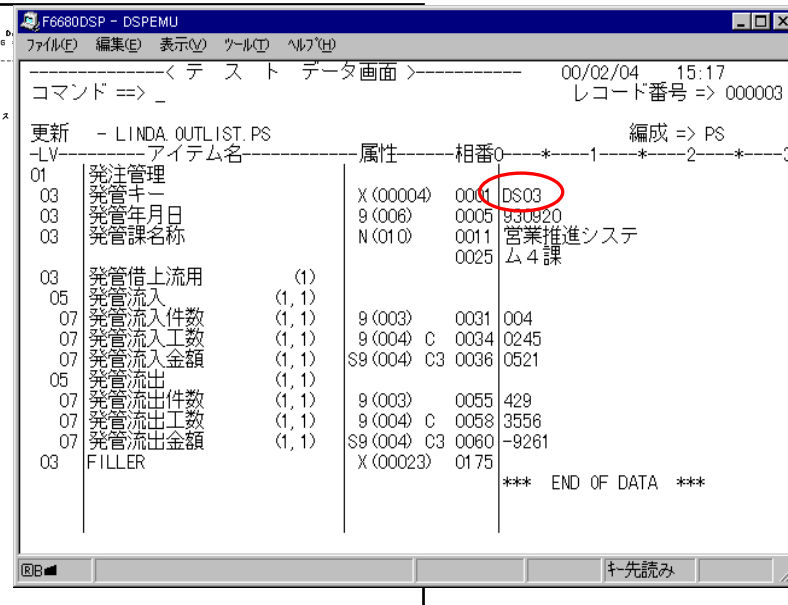 F6680DSP - DSPEMU
ファイル(F) 編集(E) 表示(V) ツール(T) ヘルプ(H)
---------------< テ ス ト デ ー タ画面 >------------ 00/02/04 15:17
コマンド ==> _ レコード番号 => 000003
更新 - LINDA.OUTLIST.PS 編成 => PS
-LV----------アイテム名------------属性------相番0----*----1----*----2----*----3
01 発注管理
03 発管キー X(00004) 0001 DS03
03 発管年月日 9(006) 0005 930920
03 発管課名称 N(010) 0011 営業推進システ
0025 ム4課
03 発管借上流用 (1)
05 発管流入 (1,1)
07 発管流入件数 (1,1) 9(003) 0031 004
07 発管流入工数 (1,1) 9(004) C 0034 0245
07 発管流入金額 (1,1) S9(004) C3 0036 0521
05 発管流出 (1,1)
07 発管流出件数 (1,1) 9(003) 0055 429
07 発管流出工数 (1,1) 9(004) C 0058 3556
07 発管流出金額 (1,1) S9(004) C3 0060 -9261
03 FILLER X(00023) 0175
*** END OF DATA ***
キー先読み